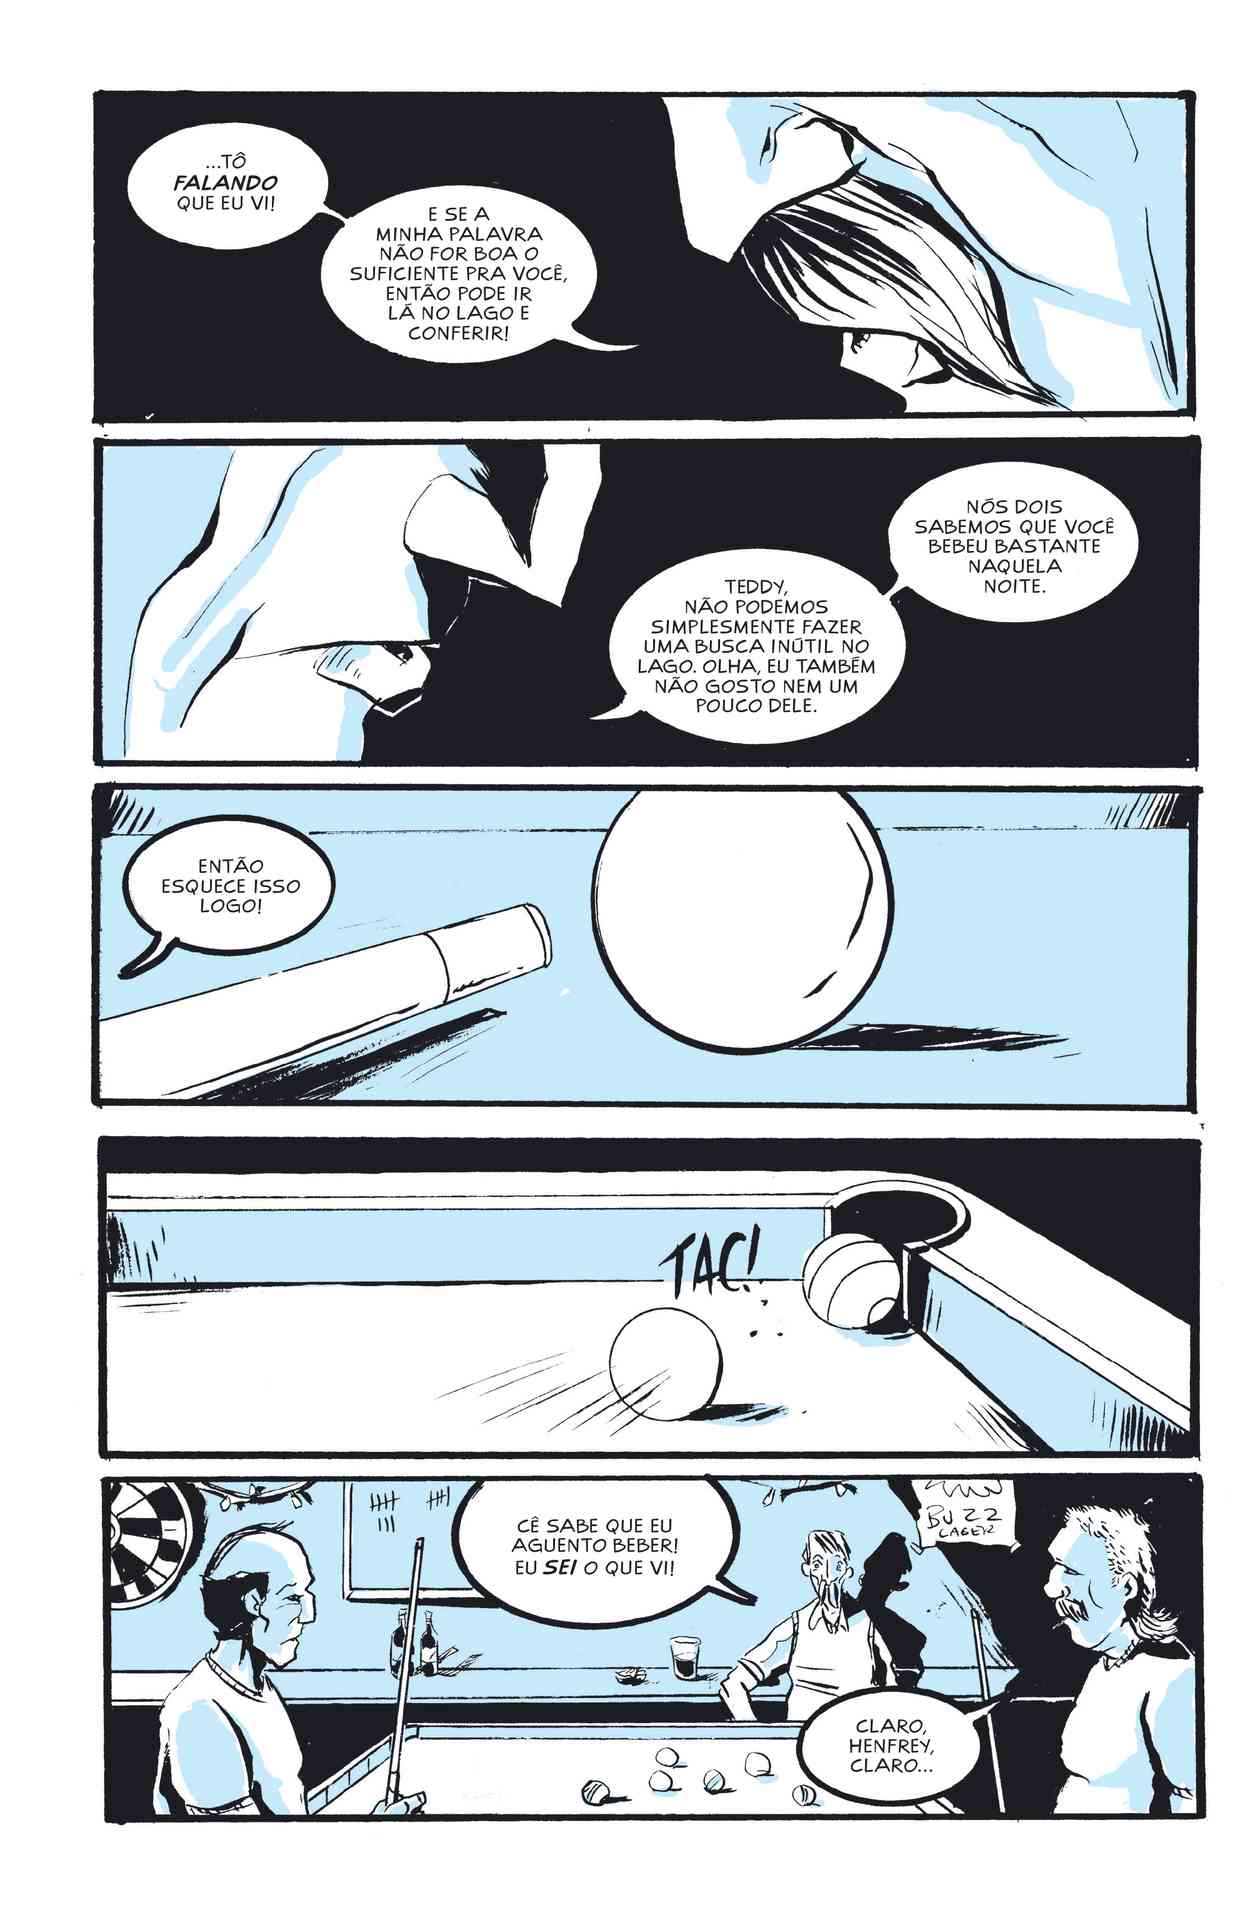 ...TÔ
FALANDO
QUE EU VI!
E SE A
MINHA PALAVRA
NÃO FOR BOA O
SUFICIENTE PRA VOCÊ,
ENTÃO PODE IR
LÁ NO LAGO E
CONFERIR!
NÓS DOIS
SABEMOS QUE VOCÊ
BEBEU BASTANTE
NAQUELA
NOITE.
TEDDY,
NÃO PODEMOS
SIMPLESMENTE FAZER
UMA BUSCA INÚTIL NO
LAGO. OLHA, EU TAMBÉM
NÃO GOSTO NEM UM
POUCO DELE.
ENTÃO
ESQUECE ISSO
LOGO!
TAC!
CÊ SABE QUE EU
AGUENTO BEBER!
EU SEI O QUE VI!
BUZZ
LAGER
CLARO,
HENFREY,
CLARO...